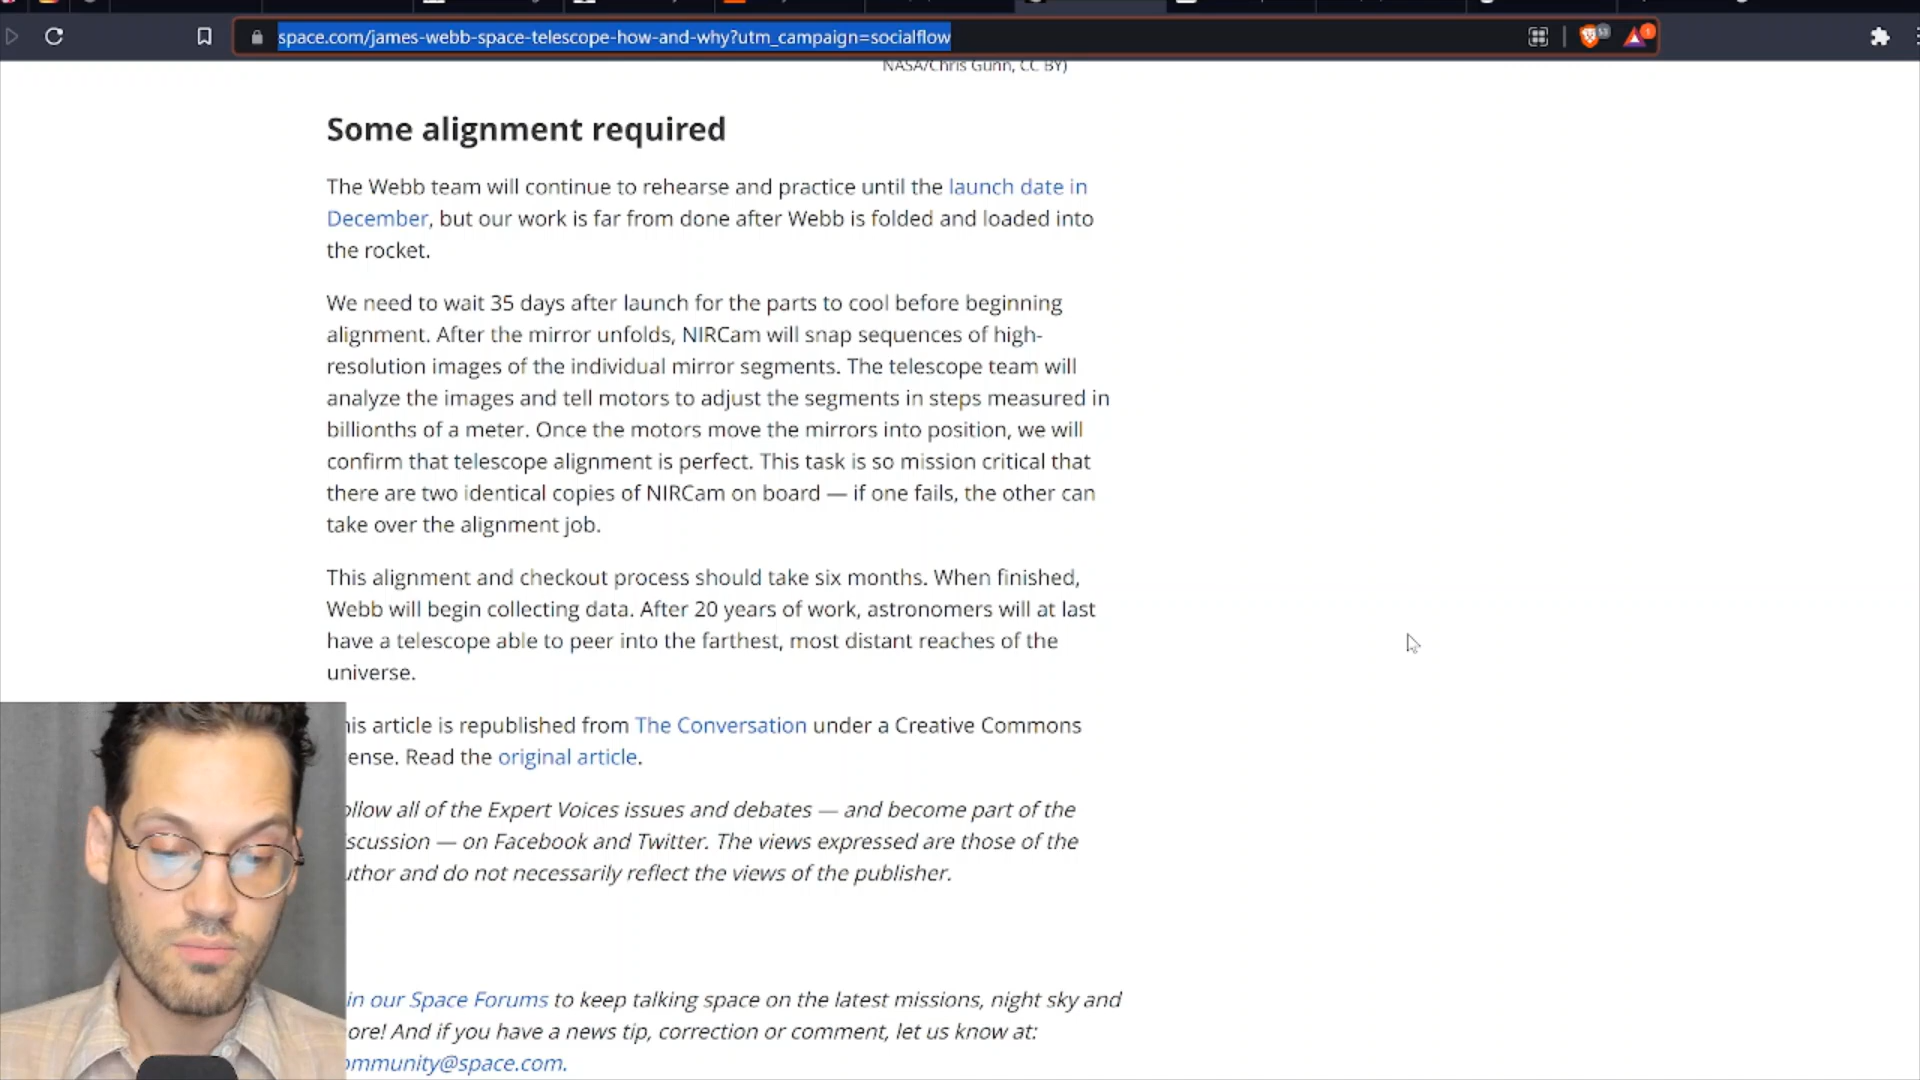 space.com/james-webb-space-telescope-how-and-why?utm_campaign=socialflow
NASA/Chris Gunn, CC BY)
Some alignment required
The Webb team will continue to rehearse and practice until the launch date in
December, but our work is far from done after Webb is folded and loaded into
the rocket.
We need to wait 35 days after launch for the parts to cool before beginning
alignment. After the mirror unfolds, NIRCam will snap sequences of high-
resolution images of the individual mirror segments. The telescope team will
analyze the images and tell motors to adjust the segments in steps measured in
billionths of a meter. Once the motors move the mirrors into position, we will
confirm that telescope alignment is perfect. This task is so mission critical that
there are two identical copies of NIRCam on board — if one fails, the other can
take over the alignment job.
This alignment and checkout process should take six months. When finished,
Webb will begin collecting data. After 20 years of work, astronomers will at last
have a telescope able to peer into the farthest, most distant reaches of the
universe.
his article is republished from The Conversation under a Creative Commons
ense. Read the original article.
ollow all of the Expert Voices issues and debates — and become part of the
scussion — on Facebook and Twitter. The views expressed are those of the
uthor and do not necessarily reflect the views of the publisher.
in our Space Forums to keep talking space on the latest missions, night sky and
ore! And if you have a news tip, correction or comment, let us know at:
ommunity@space.com.